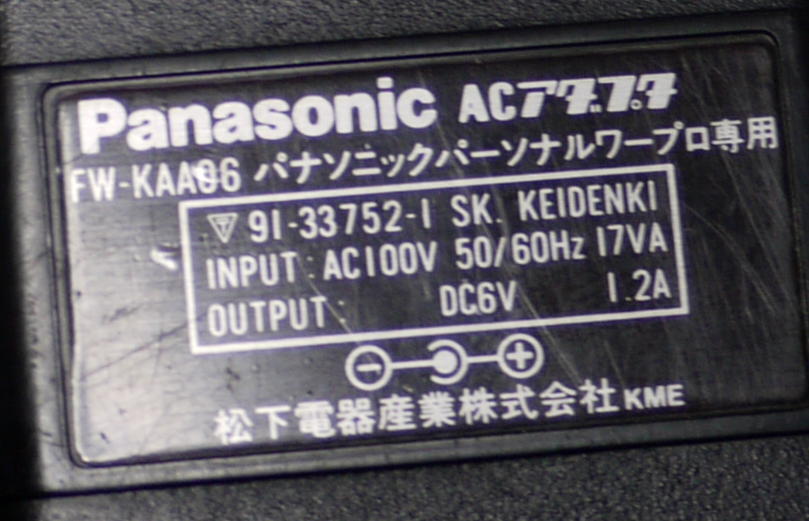 Panasonic ACアダプタ
FW-KAA06 パナソニックパーソナルワープロ専用
91-33752-1 SK. KEIDENKI
INPUT : AC100V 50/60Hz 17VA
OUTPUT : DC6V 1.2A
松下電器産業株式会社 KME